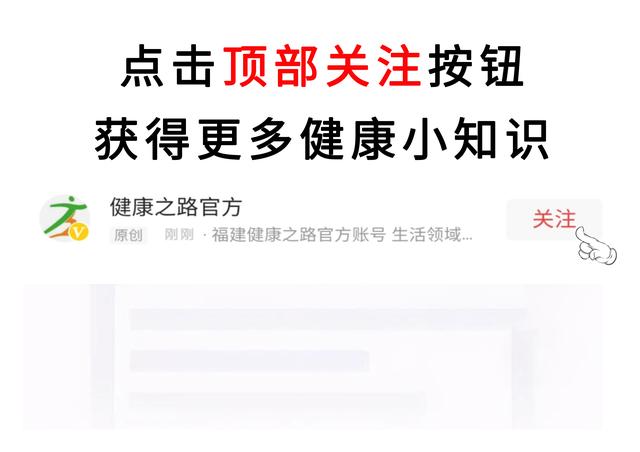 点击顶部关注按钮
获得更多健康小知识
健康之路官方
关注
原创 刚刚 · 福建健康之路官方账号 生活领域...
V